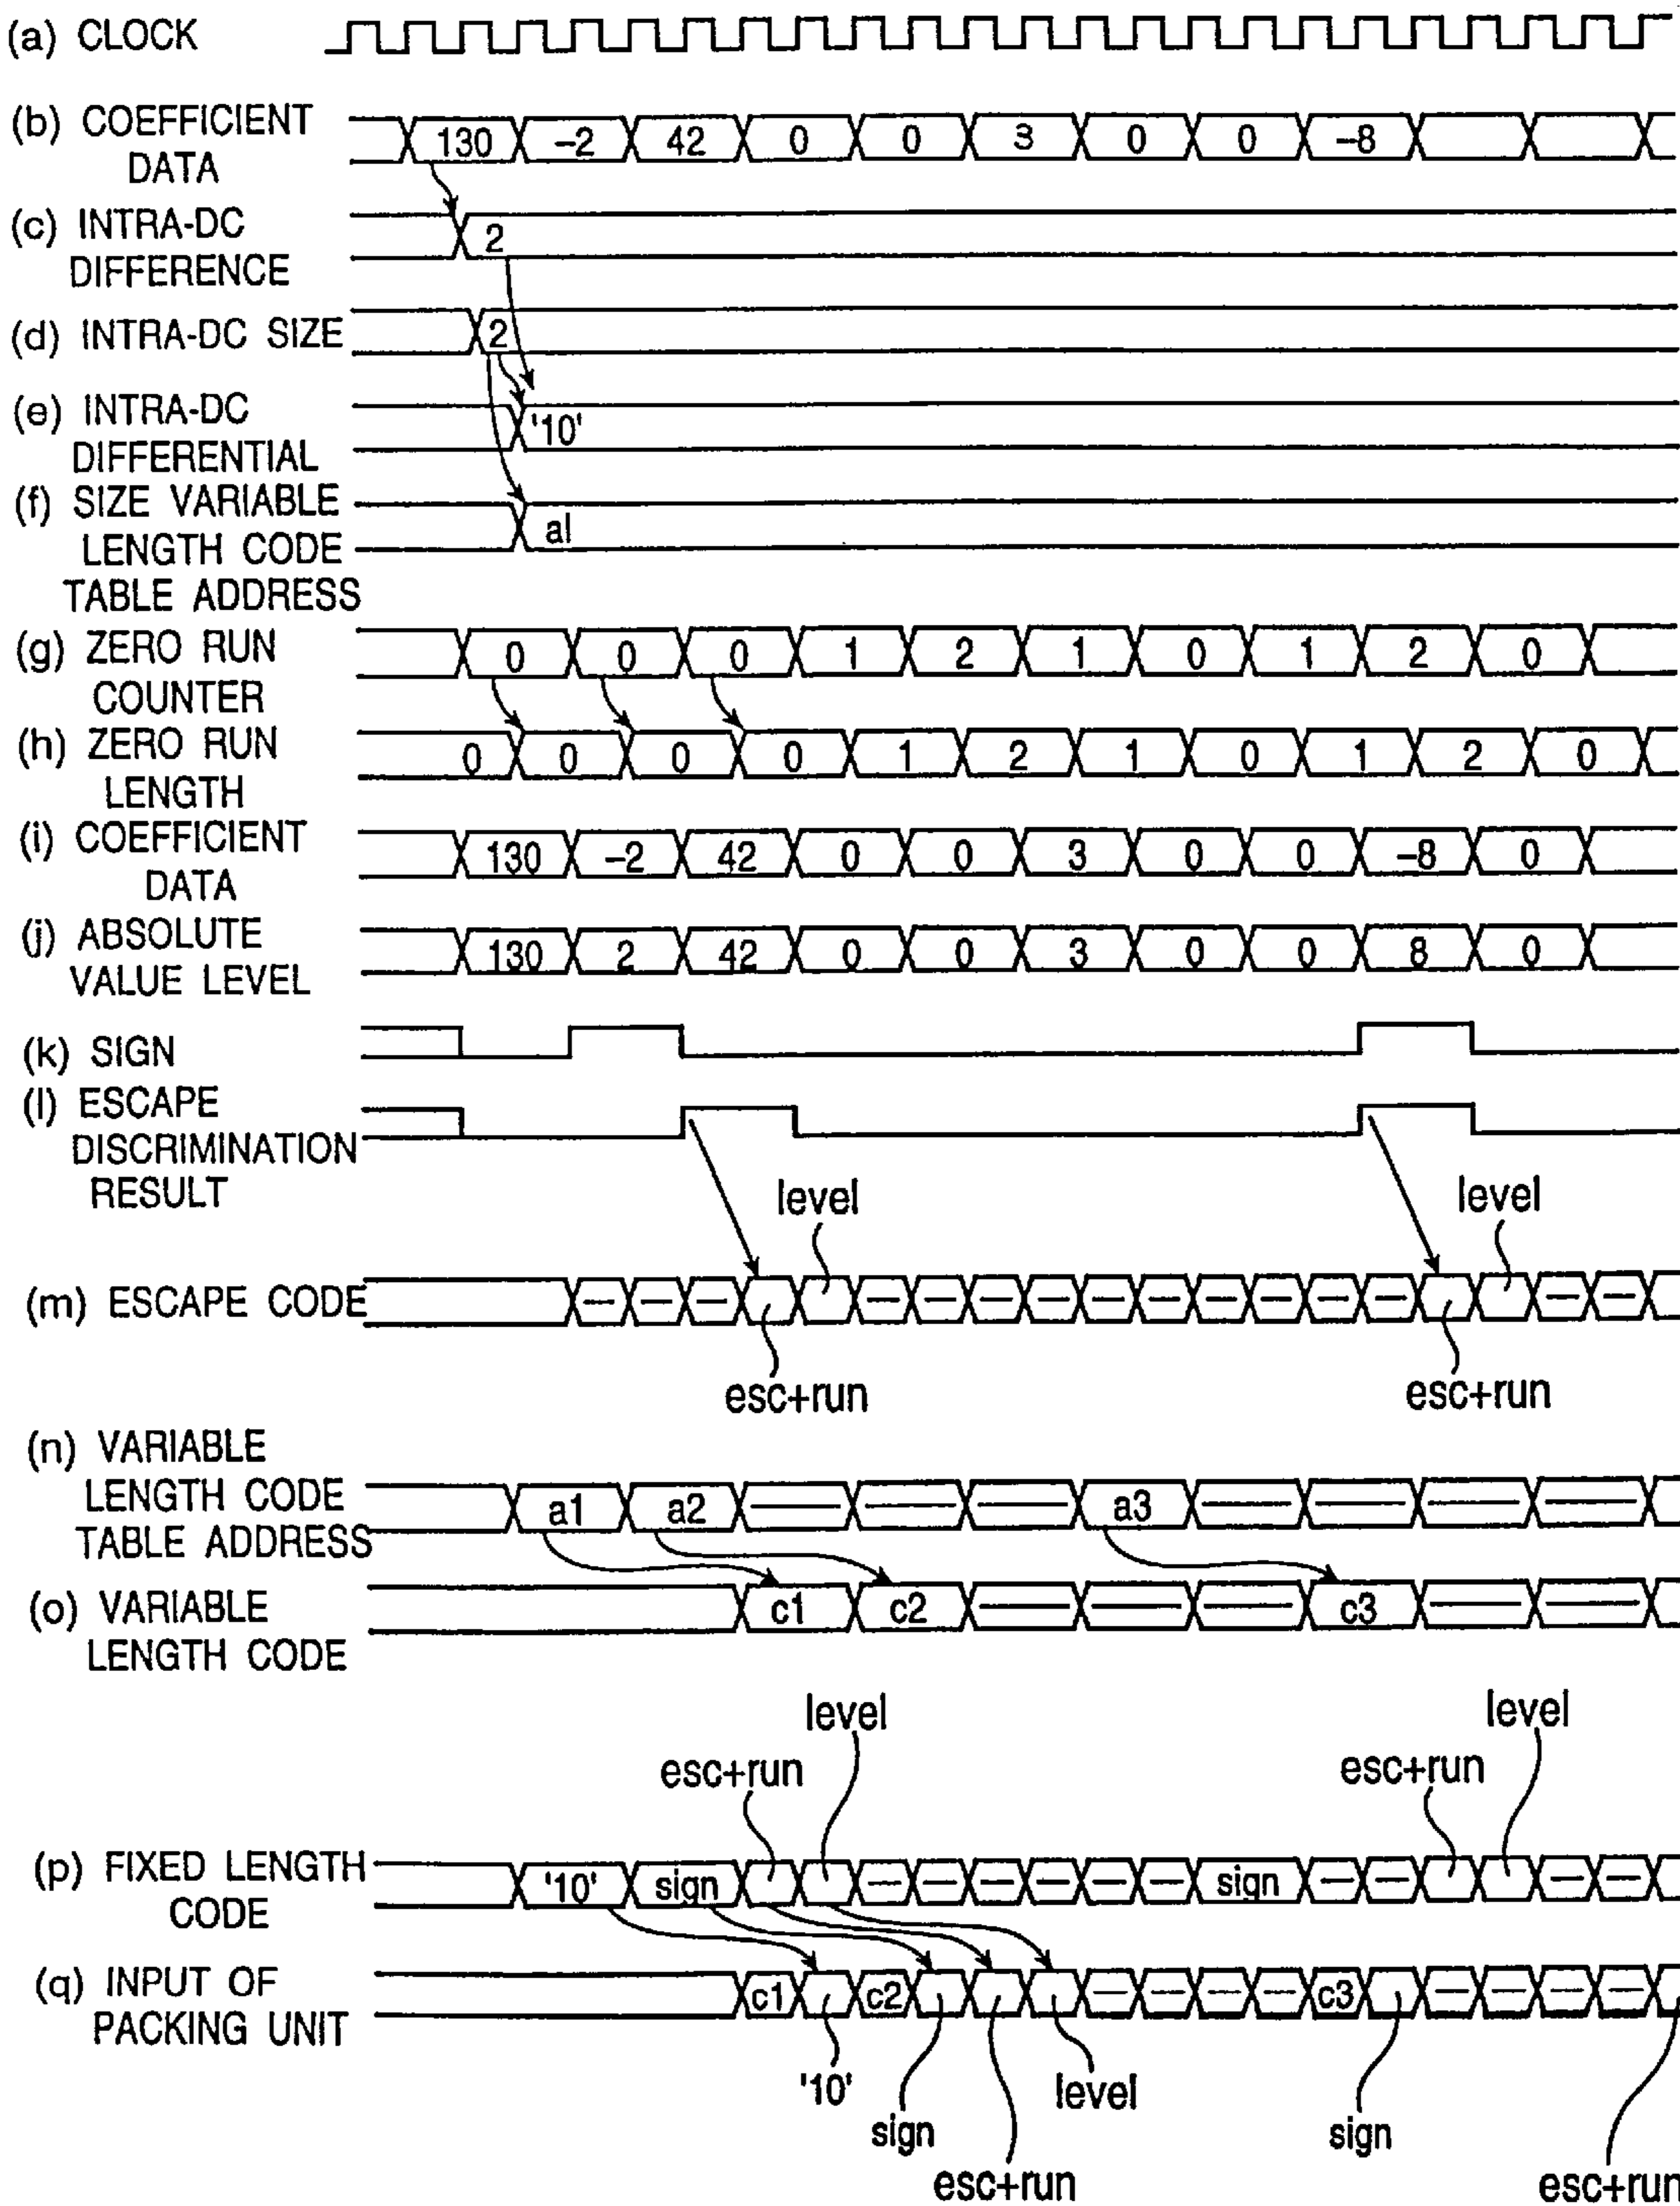 (a) CLOCK
(b) COEFFICIENT 130 -2 42 0 0 3 0 0 -8
DATA
(c) INTRA-DC 2
DIFFERENCE
(d) INTRA-DC SIZE 2
(e) INTRA-DC '10'
DIFFERENTIAL
(f) SIZE VARIABLE al
LENGTH CODE
TABLE ADDRESS
(g) ZERO RUN 0 0 0 1 2 1 0 1 2 0
COUNTER
(h) ZERO RUN 0 0 0 0 1 2 1 0 1 2 0
LENGTH
(i) COEFFICIENT 130 -2 42 0 0 3 0 0 -8 0
DATA
(j) ABSOLUTE 130 2 42 0 0 3 0 0 8 0
VALUE LEVEL
(k) SIGN
(l) ESCAPE
DISCRIMINATION
RESULT
level level
(m) ESCAPE CODE — — — — — — — — — — — — — — —
esc+run esc+run
(n) VARIABLE
LENGTH CODE a1 a2 — — — a3 — — — —
TABLE ADDRESS
(o) VARIABLE c1 c2 — — — c3 — —
LENGTH CODE
level level
esc+run esc+run
(p) FIXED LENGTH '10' sign — — — — — — sign — — — —
CODE
(q) INPUT OF c1 c2 — — — — c3 — — — —
PACKING UNIT
'10' level
sign sign
esc+run esc+run